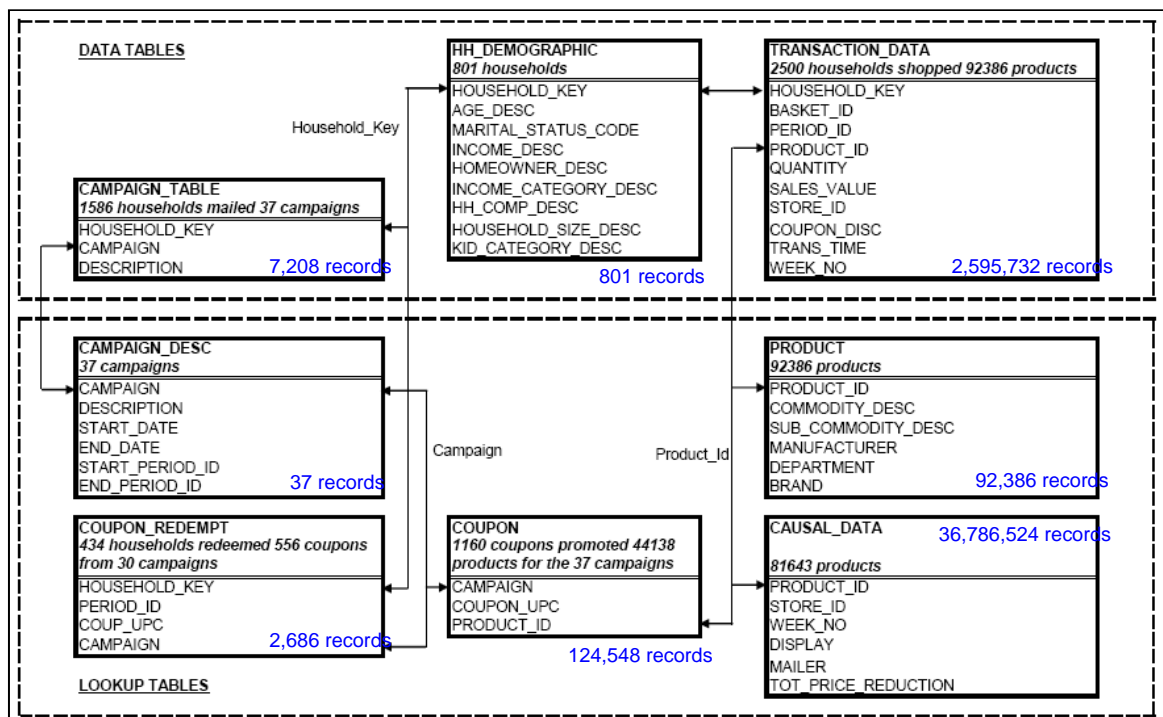 DATA TABLES
HH_DEMOGRAPHIC
801 households
HOUSEHOLD_KEY
AGE_DESC
MARITAL_STATUS_CODE
INCOME_DESC
HOMEOWNER_DESC
INCOME_CATEGORY_DESC
HH_COMP_DESC
HOUSEHOLD_SIZE_DESC
KID_CATEGORY_DESC
801 records
TRANSACTION_DATA
2500 households shopped 92386 products
HOUSEHOLD_KEY
BASKET_ID
PERIOD_ID
PRODUCT_ID
QUANTITY
SALES_VALUE
STORE_ID
COUPON_DISC
TRANS_TIME
WEEK_NO
2,595,732 records
Household_Key
CAMPAIGN_TABLE
1586 households mailed 37 campaigns
HOUSEHOLD_KEY
CAMPAIGN
DESCRIPTION
7,208 records
CAMPAIGN_DESC
37 campaigns
CAMPAIGN
DESCRIPTION
START_DATE
END_DATE
START_PERIOD_ID
END_PERIOD_ID
37 records
Campaign
Product_Id
PRODUCT
92386 products
PRODUCT_ID
COMMODITY_DESC
SUB_COMMODITY_DESC
MANUFACTURER
DEPARTMENT
BRAND
92,386 records
COUPON_REDEMPT
434 households redeemed 556 coupons
from 30 campaigns
HOUSEHOLD_KEY
PERIOD_ID
COUP_UPC
CAMPAIGN
2,686 records
COUPON
1160 coupons promoted 44138
products for the 37 campaigns
CAMPAIGN
COUPON_UPC
PRODUCT_ID
124,548 records
CAUSAL_DATA
36,786,524 records
81643 products
PRODUCT_ID
STORE_ID
WEEK_NO
DISPLAY
MAILER
TOT_PRICE_REDUCTION
LOOKUP TABLES